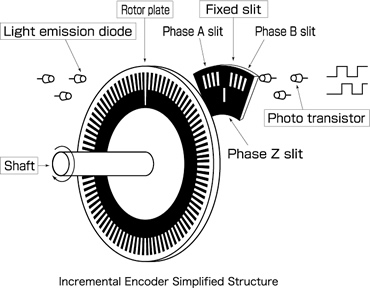 Rotor plate
Fixed slit
Light emission diode
Phase A slit
Phase B slit
Photo transistor
Phase Z slit
Shaft
Incremental Encoder Simplified Structure